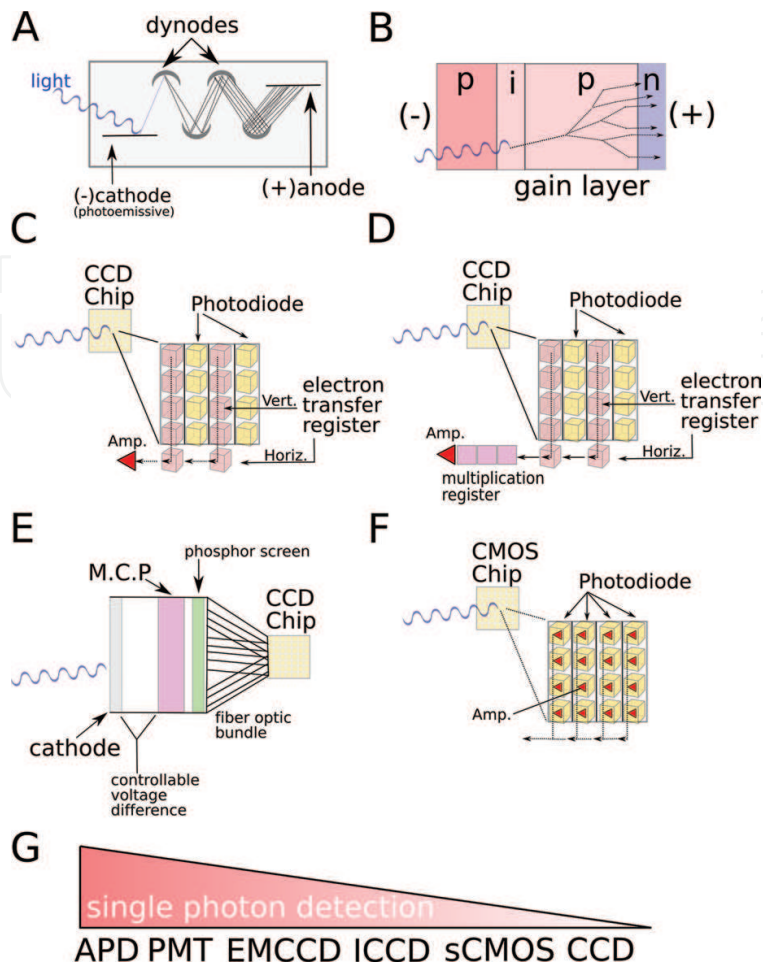 A
dynodes
light
(-)cathode
(photoemissive)
(+)anode
B
p i p n
(-)
(+)
gain layer
C
CCD
Chip
Photodiode
Vert.
electron
transfer
register
Amp.
Horiz.
D
CCD
Chip
Photodiode
Vert.
electron
transfer
register
Amp.
Horiz.
multiplication
register
E
phosphor screen
M.C.P
CCD
Chip
cathode
fiber optic
bundle
controllable
voltage
difference
F
CMOS
Chip
Photodiode
Amp.
G
single photon detection
APD PMT EMCCD ICCD sCMOS CCD